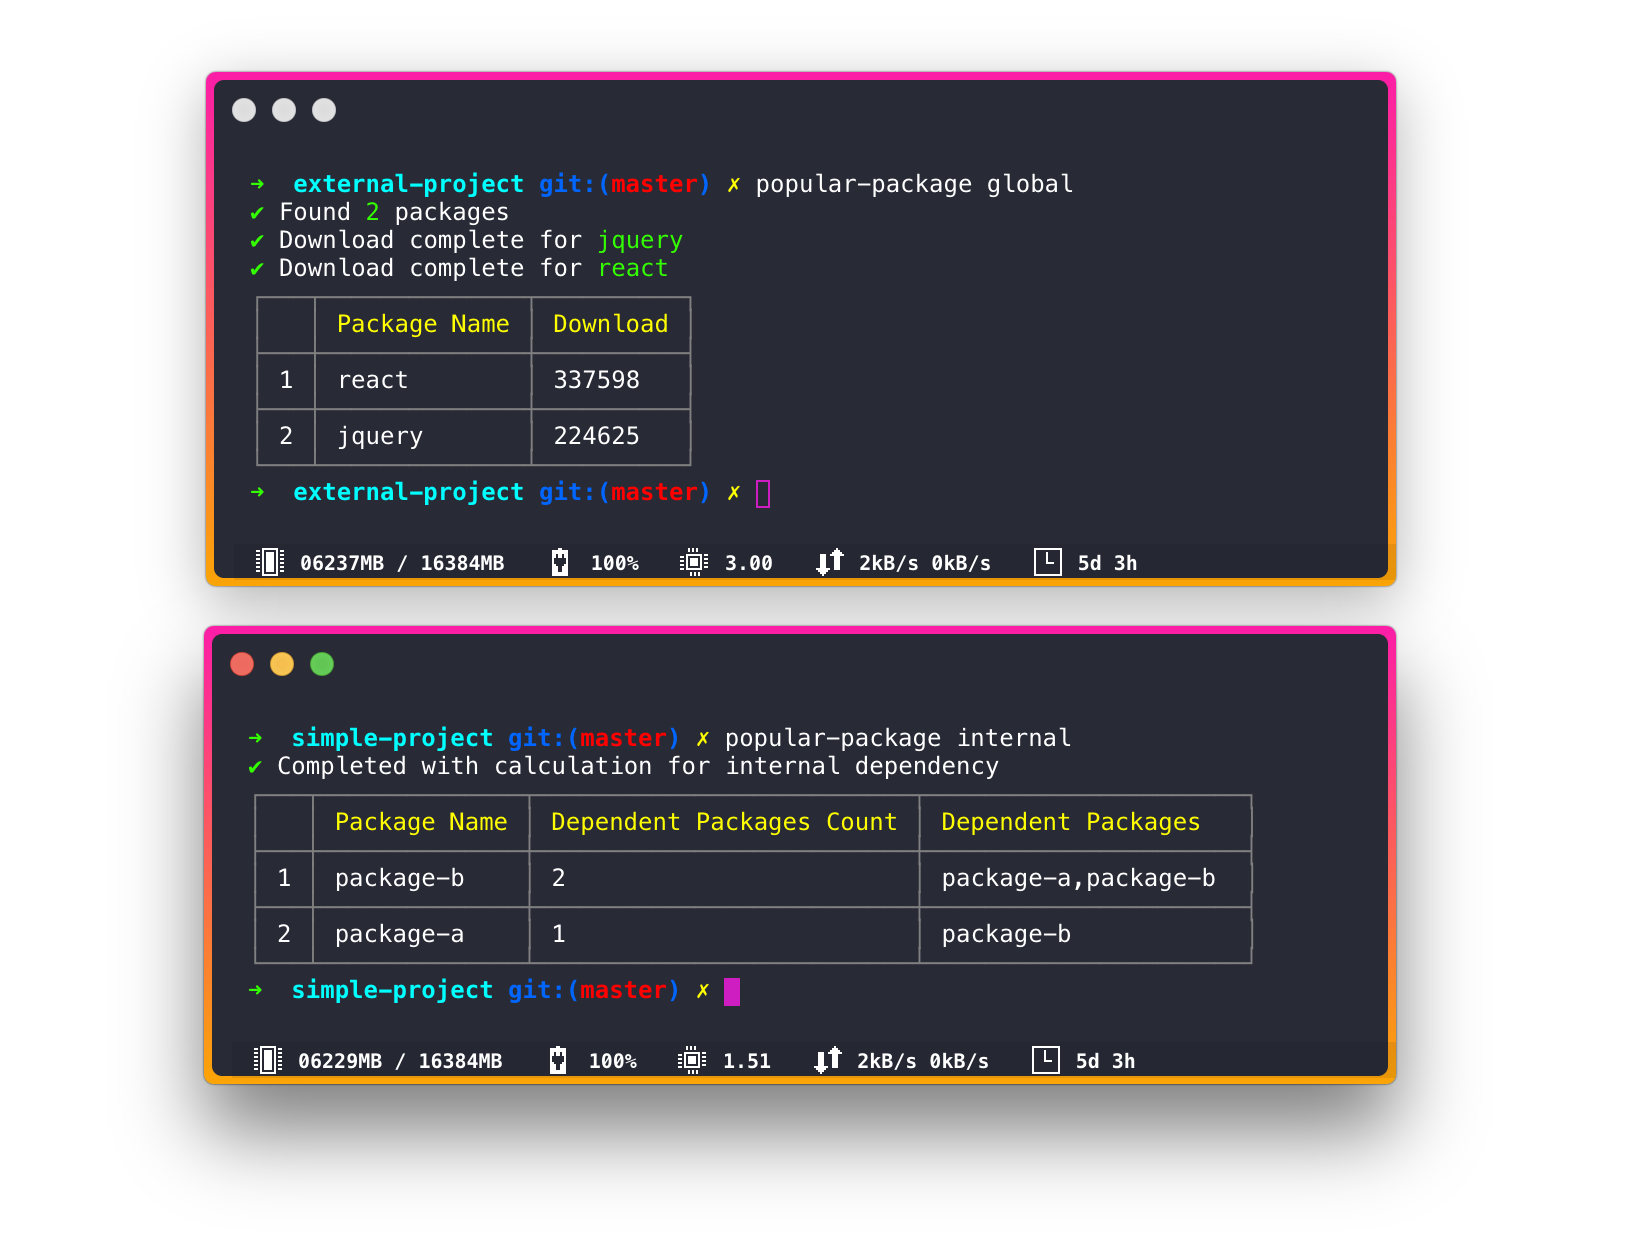 ➜  external-project git:(master) ✗ popular-package global
✔ Found 2 packages
✔ Download complete for jquery
✔ Download complete for react
Package Name Download
1 react 337598
2 jquery 224625
➜  external-project git:(master) ✗
06237MB / 16384MB 100% 3.00 2kB/s 0kB/s 5d 3h
➜  simple-project git:(master) ✗ popular-package internal
✔ Completed with calculation for internal dependency
Package Name Dependent Packages Count Dependent Packages
1 package-b 2 package-a,package-b
2 package-a 1 package-b
➜  simple-project git:(master) ✗
06229MB / 16384MB 100% 1.51 2kB/s 0kB/s 5d 3h